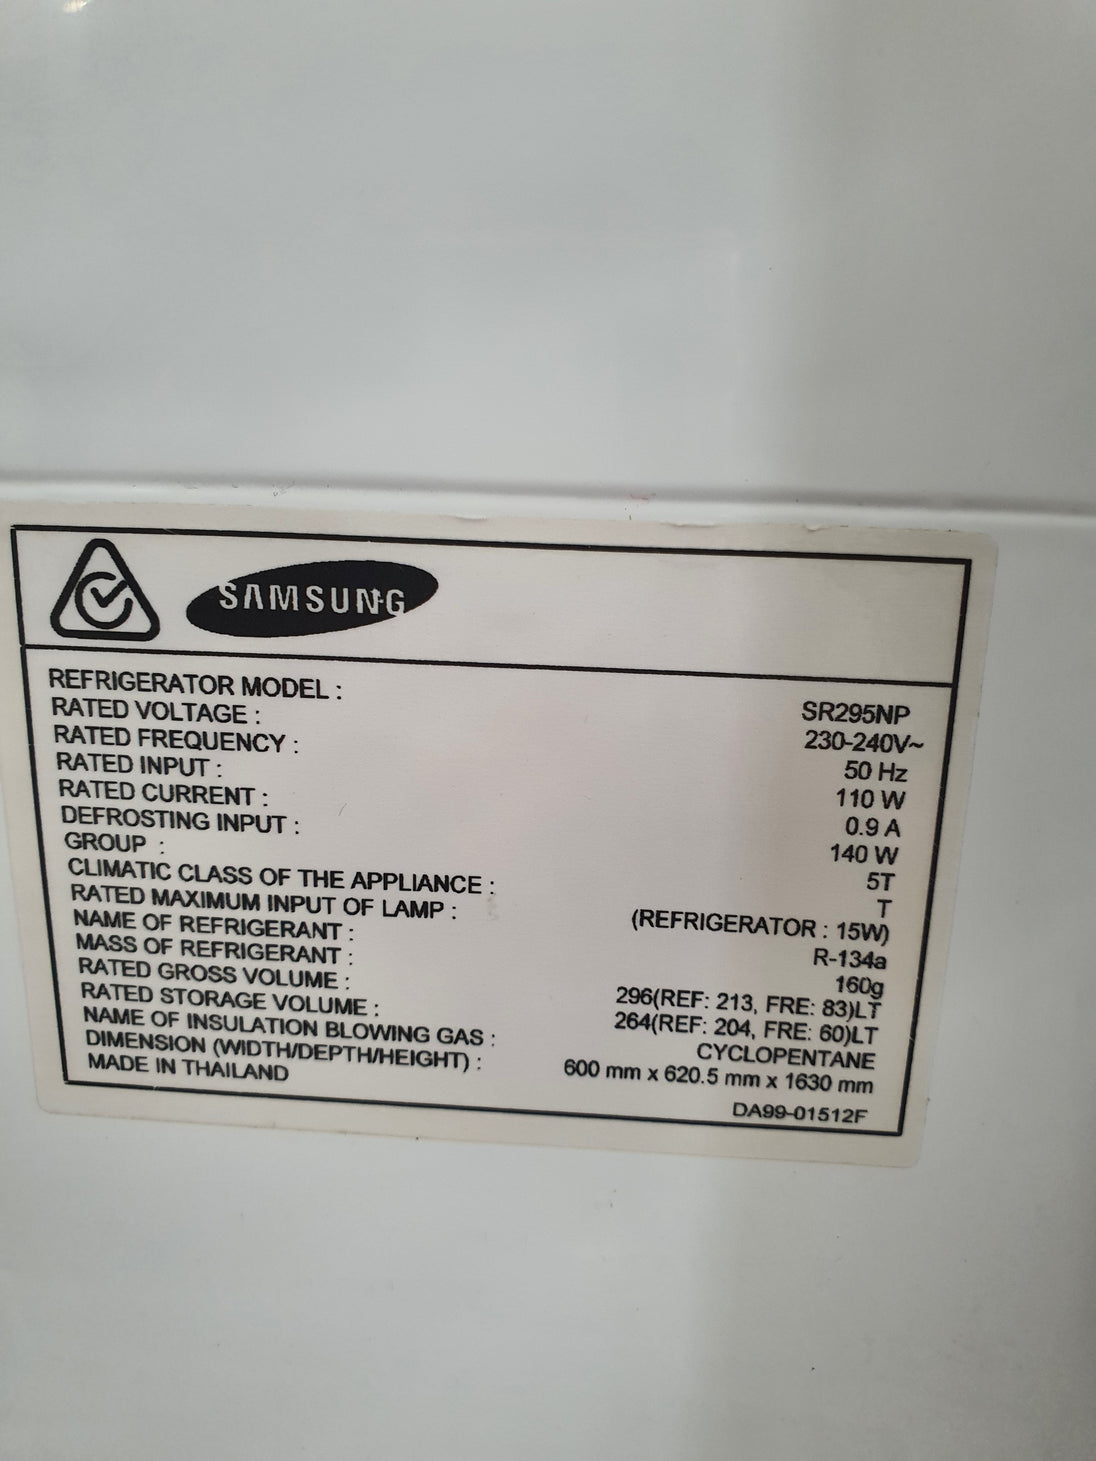 SAMSUNG
REFRIGERATOR MODEL : SR295NP
RATED VOLTAGE : 230-240V~
RATED FREQUENCY : 50 Hz
RATED INPUT : 110 W
RATED CURRENT : 0.9 A
DEFROSTING INPUT : 140 W
GROUP : 5T
CLIMATIC CLASS OF THE APPLIANCE : T
RATED MAXIMUM INPUT OF LAMP : (REFRIGERATOR : 15W)
NAME OF REFRIGERANT : R-134a
MASS OF REFRIGERANT : 160g
RATED GROSS VOLUME : 296(REF: 213, FRE: 83)LT
RATED STORAGE VOLUME : 264(REF: 204, FRE: 60)LT
NAME OF INSULATION BLOWING GAS : CYCLOPENTANE
DIMENSION (WIDTH/DEPTH/HEIGHT) : 600 mm x 620.5 mm x 1630 mm
MADE IN THAILAND
DA99-01512F